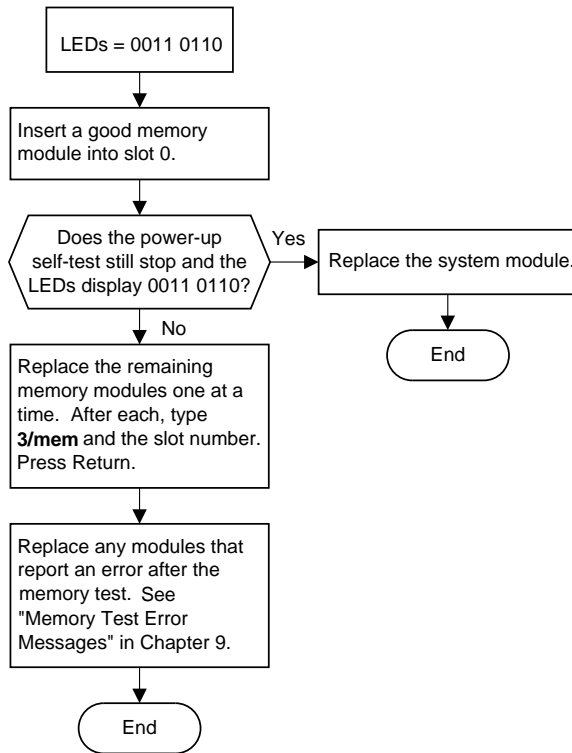 LEDs = 0011 0110
Insert a good memory
module into slot 0.
Does the power-up
self-test still stop and the
LEDs display 0011 0110?
Yes
Replace the system module.
End
No
Replace the remaining
memory modules one at a
time. After each, type
3/mem and the slot number.
Press Return.
Replace any modules that
report an error after the
memory test. See
"Memory Test Error
Messages" in Chapter 9.
End